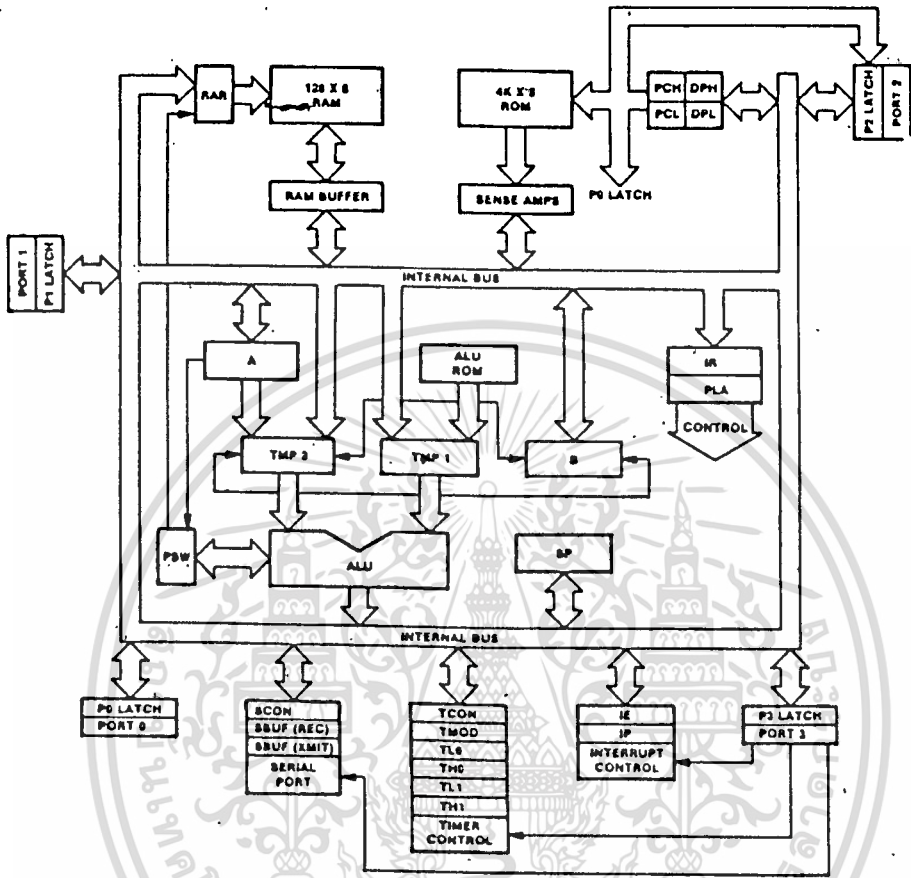 RAR
128 X 8
RAM
4K X'8
ROM
PCH
DPH
PCL
DPL
P2 LATCH
PORT 2
RAM BUFFER
SENSE AMPS
P0 LATCH
PORT 1
P1 LATCH
INTERNAL BUS
A
ALU
ROM
IR
PLA
CONTROL
TMP 2
TMP 1
B
PSW
ALU
SP
INTERNAL BUS
P0 LATCH
PORT 0
SCON
SBUF (REC)
SBUF (XMIT)
SERIAL
PORT
TCON
TMOD
TL0
TH0
TL1
TH1
TIMER
CONTROL
IE
IP
INTERRUPT
CONTROL
P3 LATCH
PORT 3